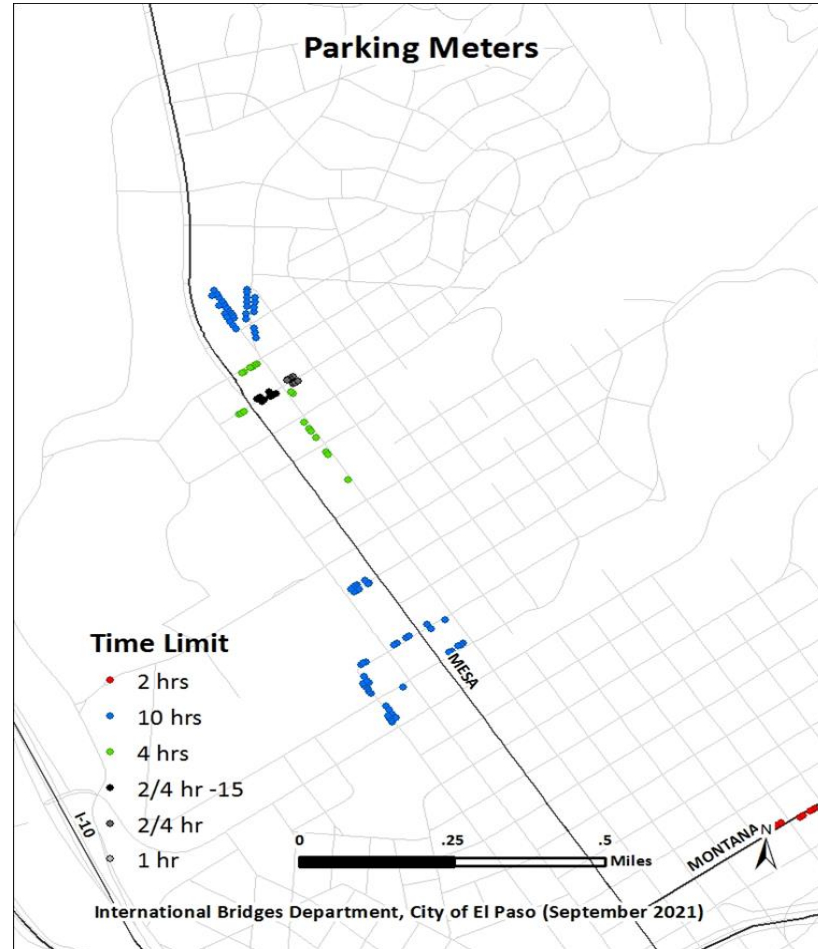 Parking Meters
MESA
Time Limit
2 hrs
10 hrs
4 hrs
2/4 hr -15
2/4 hr
1 hr
I-10
MONTANA
N
0 .25 .5
Miles
International Bridges Department, City of El Paso (September 2021)